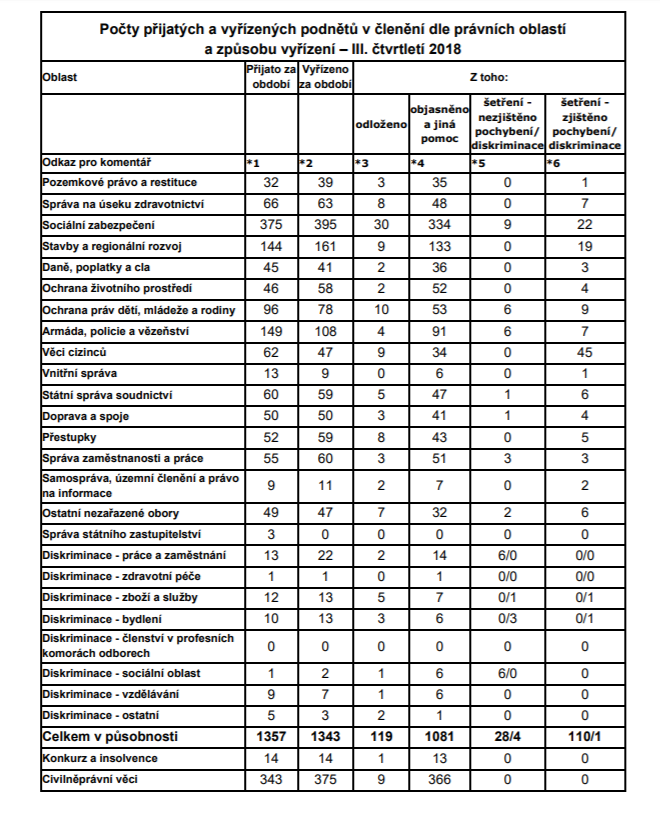 Počty přijatých a vyřízených podnětů v členění dle právních oblastí
a způsobu vyřízení – III. čtvrtletí 2018
Oblast Přijato za období Vyřízeno za období Z toho:
odloženo objasněno a jiná pomoc šetření - nezjištěno pochybení/ diskriminace šetření - zjištěno pochybení/ diskriminace
Odkaz pro komentář *1 *2 *3 *4 *5 *6
Pozemkové právo a restituce 32 39 3 35 0 1
Správa na úseku zdravotnictví 66 63 8 48 0 7
Sociální zabezpečení 375 395 30 334 9 22
Stavby a regionální rozvoj 144 161 9 133 0 19
Daně, poplatky a cla 45 41 2 36 0 3
Ochrana životního prostředí 46 58 2 52 0 4
Ochrana práv dětí, mládeže a rodiny 96 78 10 53 6 9
Armáda, policie a vězeňství 149 108 4 91 6 7
Věci cizinců 62 47 9 34 0 45
Vnitřní správa 13 9 0 6 0 1
Státní správa soudnictví 60 59 5 47 1 6
Doprava a spoje 50 50 3 41 1 4
Přestupky 52 59 8 43 0 5
Správa zaměstnanosti a práce 55 60 3 51 3 3
Samospráva, územní členění a právo na informace 9 11 2 7 0 2
Ostatní nezařazené obory 49 47 7 32 2 6
Správa státního zastupitelství 3 0 0 0 0 0
Diskriminace - práce a zaměstnání 13 22 2 14 6/0 0/0
Diskriminace - zdravotní péče 1 1 0 1 0/0 0/0
Diskriminace - zboží a služby 12 13 5 7 0/1 0/1
Diskriminace - bydlení 10 13 3 6 0/3 0/1
Diskriminace - členství v profesních komorách odborech 0 0 0 0 0 0
Diskriminace - sociální oblast 1 2 1 6 6/0 0
Diskriminace - vzdělávání 9 7 1 6 0 0
Diskriminace - ostatní 5 3 2 1 0 0
Celkem v působnosti 1357 1343 119 1081 28/4 110/1
Konkurz a insolvence 14 14 1 13 0 0
Civilněprávní věci 343 375 9 366 0 0